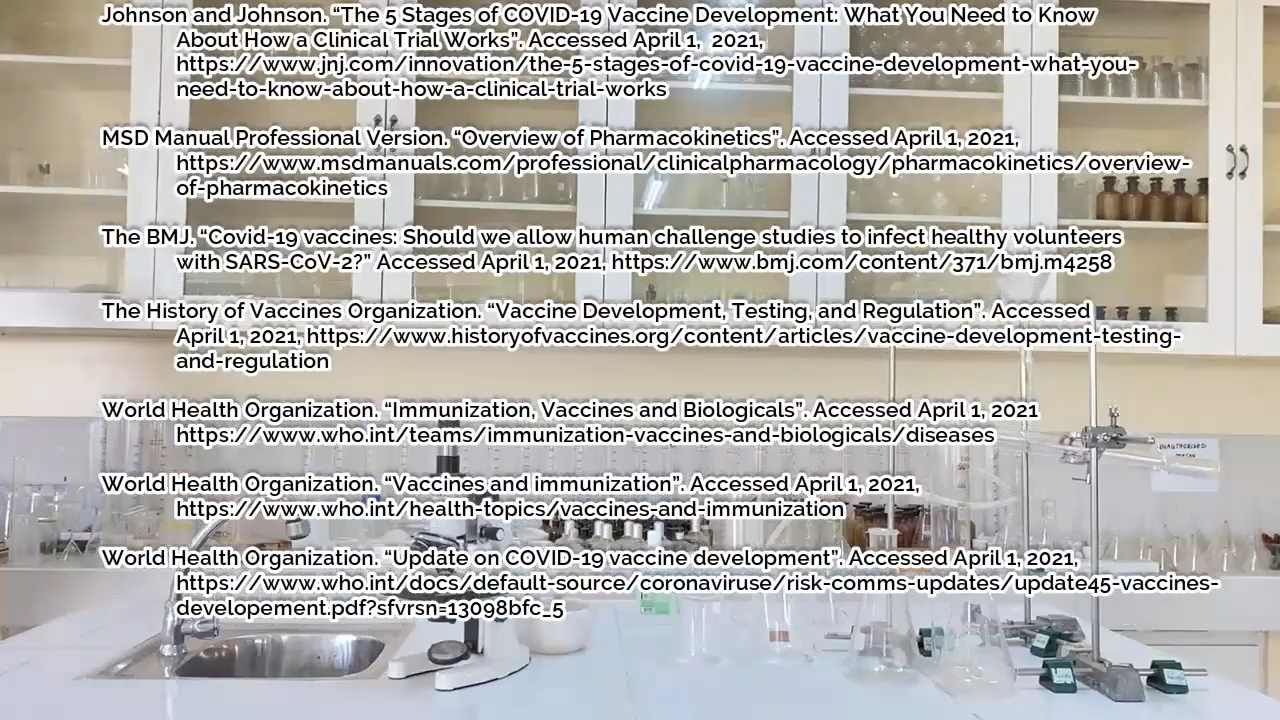 Johnson and Johnson. “The 5 Stages of COVID-19 Vaccine Development: What You Need to Know
About How a Clinical Trial Works”. Accessed April 1,  2021,
https://www.jnj.com/innovation/the-5-stages-of-covid-19-vaccine-development-what-you-
need-to-know-about-how-a-clinical-trial-works
MSD Manual Professional Version. “Overview of Pharmacokinetics”. Accessed April 1, 2021,
https://www.msdmanuals.com/professional/clinicalpharmacology/pharmacokinetics/overview-
of-pharmacokinetics
The BMJ. “Covid-19 vaccines: Should we allow human challenge studies to infect healthy volunteers
with SARS-CoV-2?” Accessed April 1, 2021, https://www.bmj.com/content/371/bmj.m4258
The History of Vaccines Organization. “Vaccine Development, Testing, and Regulation”. Accessed
April 1, 2021, https://www.historyofvaccines.org/content/articles/vaccine-development-testing-
and-regulation
World Health Organization. “Immunization, Vaccines and Biologicals”. Accessed April 1, 2021
https://www.who.int/teams/immunization-vaccines-and-biologicals/diseases
World Health Organization. “Vaccines and immunization”. Accessed April 1, 2021,
https://www.who.int/health-topics/vaccines-and-immunization
World Health Organization. “Update on COVID-19 vaccine development”. Accessed April 1, 2021,
https://www.who.int/docs/default-source/coronaviruse/risk-comms-updates/update45-vaccines-
developement.pdf?sfvrsn=13098bfc_5